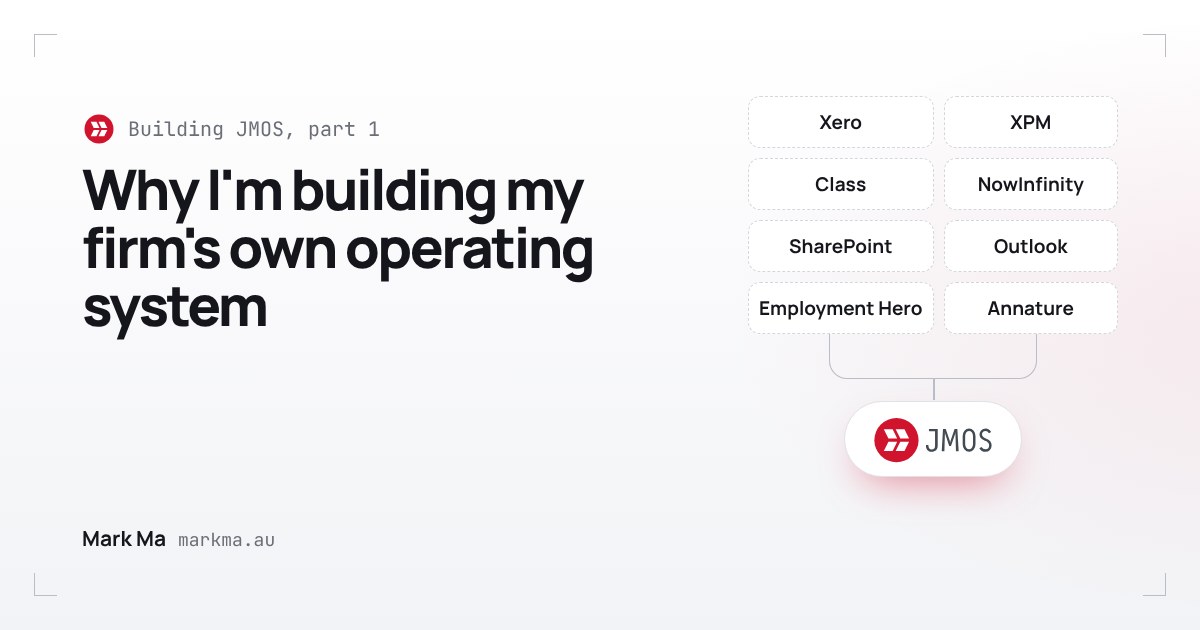 Building JMOS, part 1
Why I'm building my
firm's own operating
system
Mark Ma markma.au
Xero
XPM
Class
NowInfinity
SharePoint
Outlook
Employment Hero
Annature
JMOS